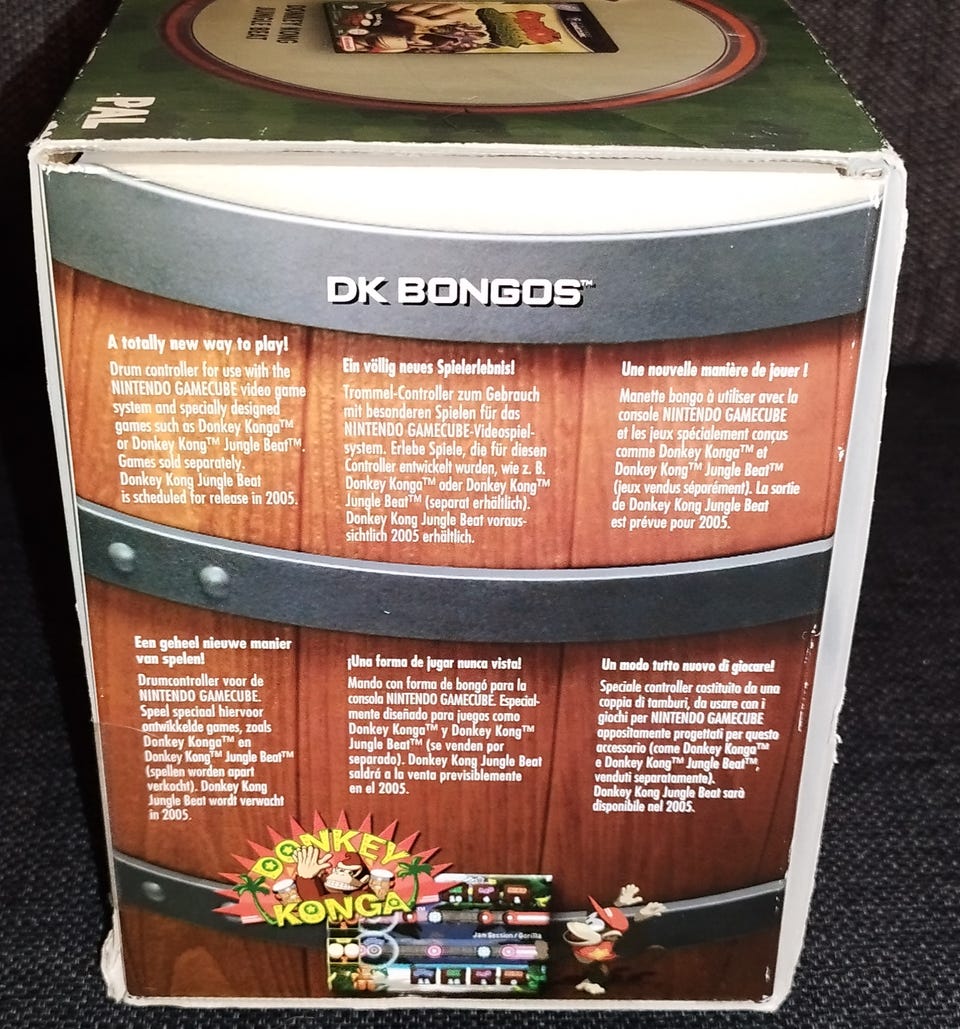 DONKEY KONG
JUNGLE BEAT
PAL
DK BONGOS™
A totally new way to play!
Drum controller for use with the
NINTENDO GAMECUBE video game
system and specially designed
games such as Donkey Konga™
or Donkey Kong™ Jungle Beat™.
Games sold separately.
Donkey Kong Jungle Beat
is scheduled for release in 2005.
Ein völlig neues Spielerlebnis!
Trommel-Controller zum Gebrauch
mit besonderen Spielen für das
NINTENDO GAMECUBE-Videospiel-
system. Erlebe Spiele, die für diesen
Controller entwickelt wurden, wie z. B.
Donkey Konga™ oder Donkey Kong™
Jungle Beat™ (separat erhältlich).
Donkey Kong Jungle Beat voraus-
sichtlich 2005 erhältlich.
Une nouvelle manière de jouer !
Manette bongo à utiliser avec la
console NINTENDO GAMECUBE
et les jeux spécialement conçus
comme Donkey Konga™ et
Donkey Kong™ Jungle Beat™
(jeux vendus séparément). La sortie
de Donkey Kong Jungle Beat
est prévue pour 2005.
Een geheel nieuwe manier
van spelen!
Drumcontroller voor de
NINTENDO GAMECUBE.
Speel speciaal hiervoor
ontwikkelde games, zoals
Donkey Konga™ en
Donkey Kong™ Jungle Beat™
(spellen worden apart
verkocht). Donkey Kong
Jungle Beat wordt verwacht
in 2005.
¡Una forma de jugar nunca vista!
Mando con forma de bongó para la
consola NINTENDO GAMECUBE. Especial-
mente diseñado para juegos como
Donkey Konga™ y Donkey Kong™
Jungle Beat™ (se venden por
separado). Donkey Kong Jungle Beat
saldrá a la venta previsiblemente
en el 2005.
Un modo tutto nuovo di giocare!
Speciale controller costituito da una
coppia di tamburi, da usare con i
giochi per NINTENDO GAMECUBE
appositamente progettati per questo
accessorio (come Donkey Konga™
e Donkey Kong™ Jungle Beat™,
venduti separatamente).
Donkey Kong Jungle Beat sarà
disponibile nel 2005.
DONKEY
KONGA
Jam Session / Gorilla